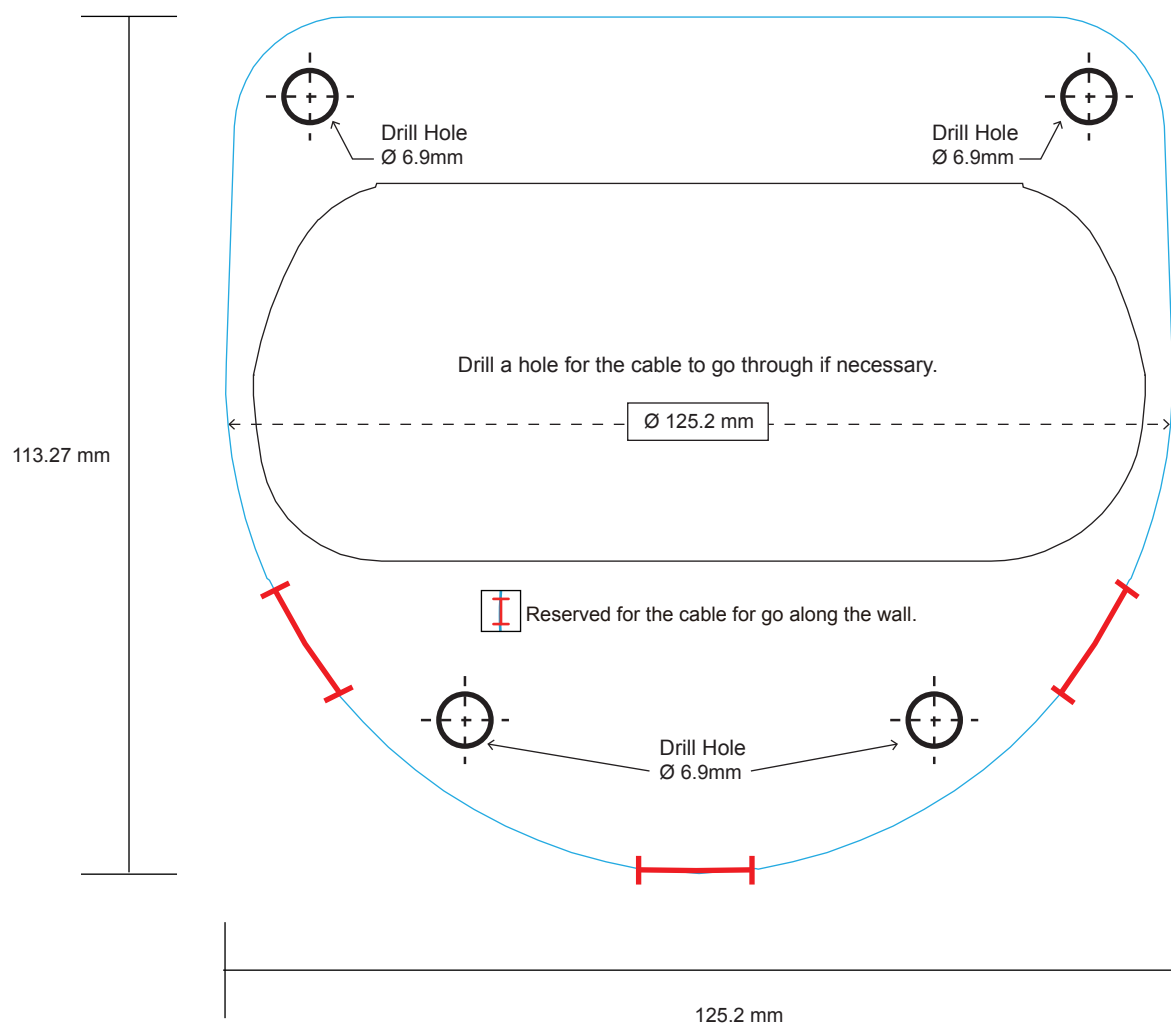 Drill Hole
Ø 6.9mm
Drill Hole
Ø 6.9mm
Drill a hole for the cable to go through if necessary.
Ø 125.2 mm
113.27 mm
Reserved for the cable for go along the wall.
Drill Hole
Ø 6.9mm
125.2 mm